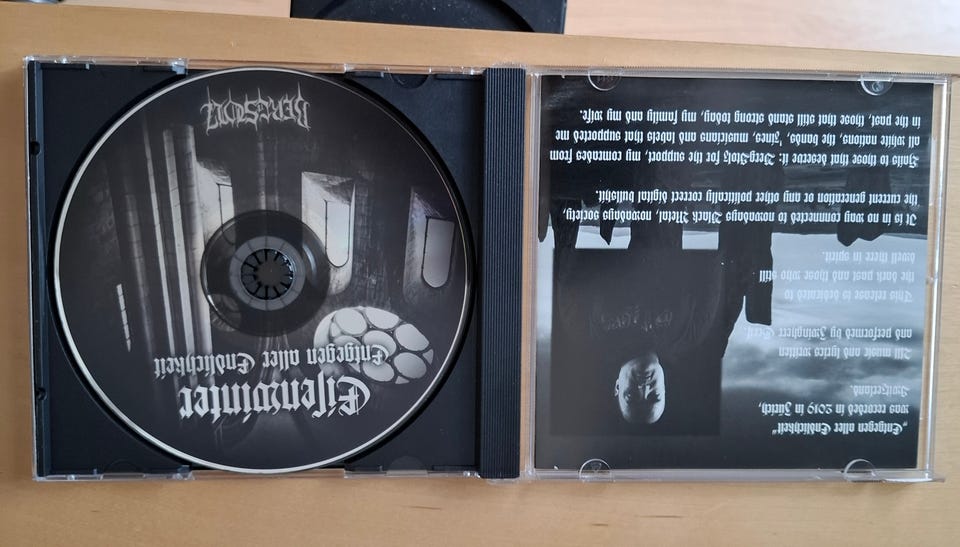 „Entgegen aller Endlichkeit“
was recorded in 2019 in Zürich,
Switzerland.
All music and lyrics written
and performed by Zwingherr
This release is dedicated to
the dark past and those who still
dwell there in spirit.
It is in no way connected to nowadays Black Metal, nowadays society,
the current generation or any other politically correct digital bullshit.
Hails to those that deserve it: Berg-Stolz for the support, my comrades from
all white nations, the bands, 'zines, musicians and labels that supported me
in the past, those that still stand strong today, my family and my wife.
Eiſenwinter
Entgegen aller Endlichkeit
BERGSTOLZ